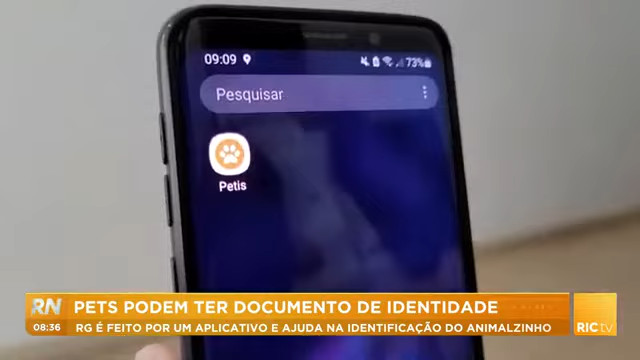 09:09
73%
Pesquisar
Petis
RN
PETS PODEM TER DOCUMENTO DE IDENTIDADE
08:36
RG É FEITO POR UM APLICATIVO E AJUDA NA IDENTIFICAÇÃO DO ANIMALZINHO
RIC tv